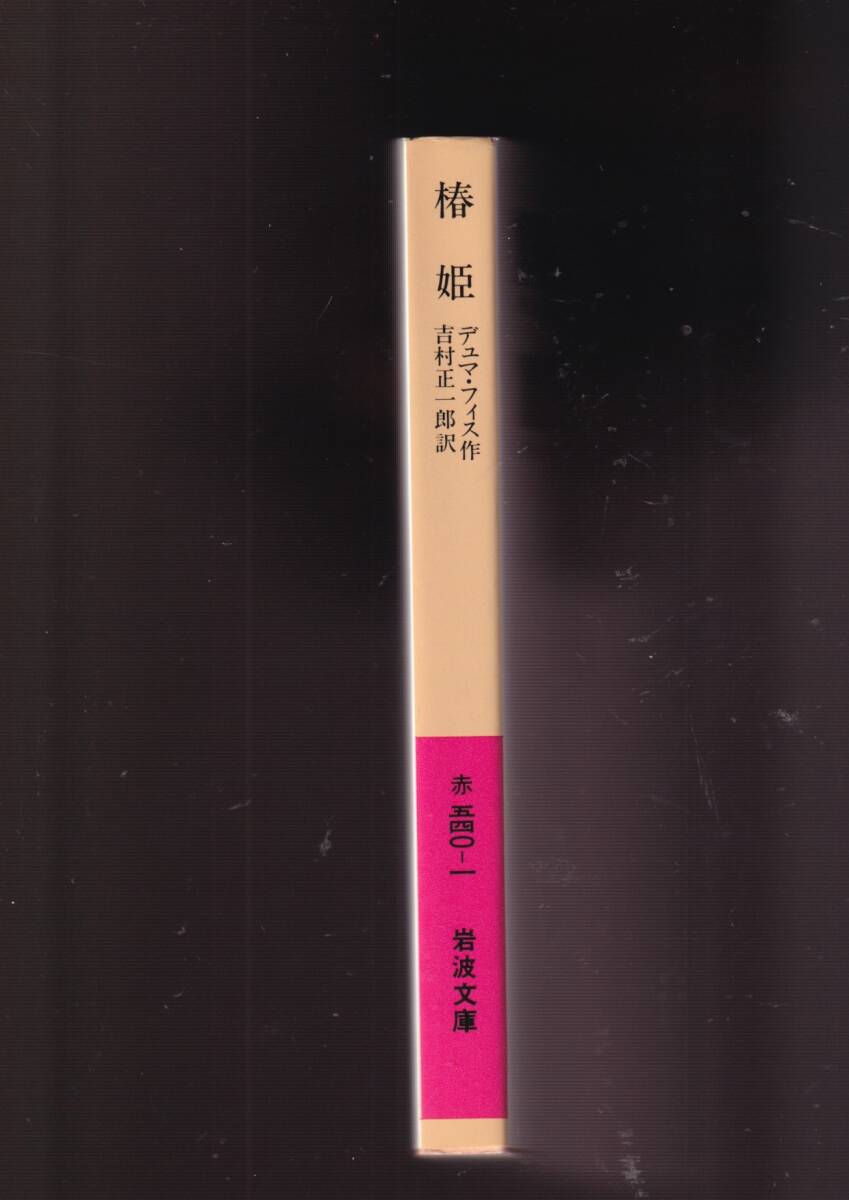 椿姫
デュマ・フィス作
吉村正一郎訳
赤五四〇-一
岩波文庫